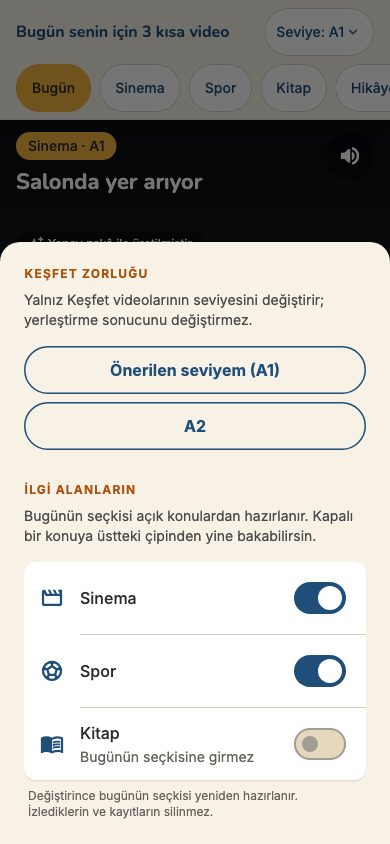 Bugün senin için 3 kısa video
Seviye: A1
Bugün
Sinema
Spor
Kitap
Hikây
Sinema · A1
Salonda yer arıyor
KEŞFET ZORLUĞU
Yalnız Keşfet videolarının seviyesini değiştirir;
yerleştirme sonucunu değiştirmez.
Önerilen seviyem (A1)
A2
İLGİ ALANLARIN
Bugünün seçkisi açık konulardan hazırlanır. Kapalı
bir konuya üstteki çipinden yine bakabilirsin.
Sinema
Spor
Kitap
Bugünün seçkisine girmez
Değiştirince bugünün seçkisi yeniden hazırlanır.
İzlediklerin ve kayıtların silinmez.